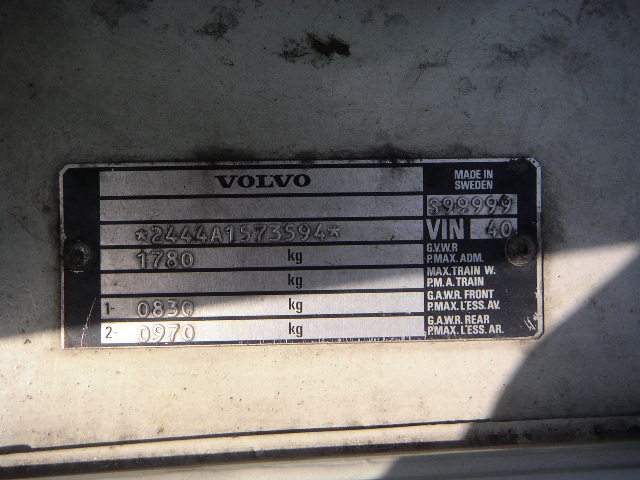 VOLVO
MADE IN
SWEDEN
S99999
*2444A1573594* VIN 40
1780 kg G.V.W.R
P.MAX. ADM.
kg MAX. TRAIN W.
P.M.A. TRAIN
1- 0830 kg G.A.W.R. FRONT
P.MAX. L'ESS. AV.
2- 0970 kg G.A.W.R. REAR
P.MAX. L'ESS. AR.